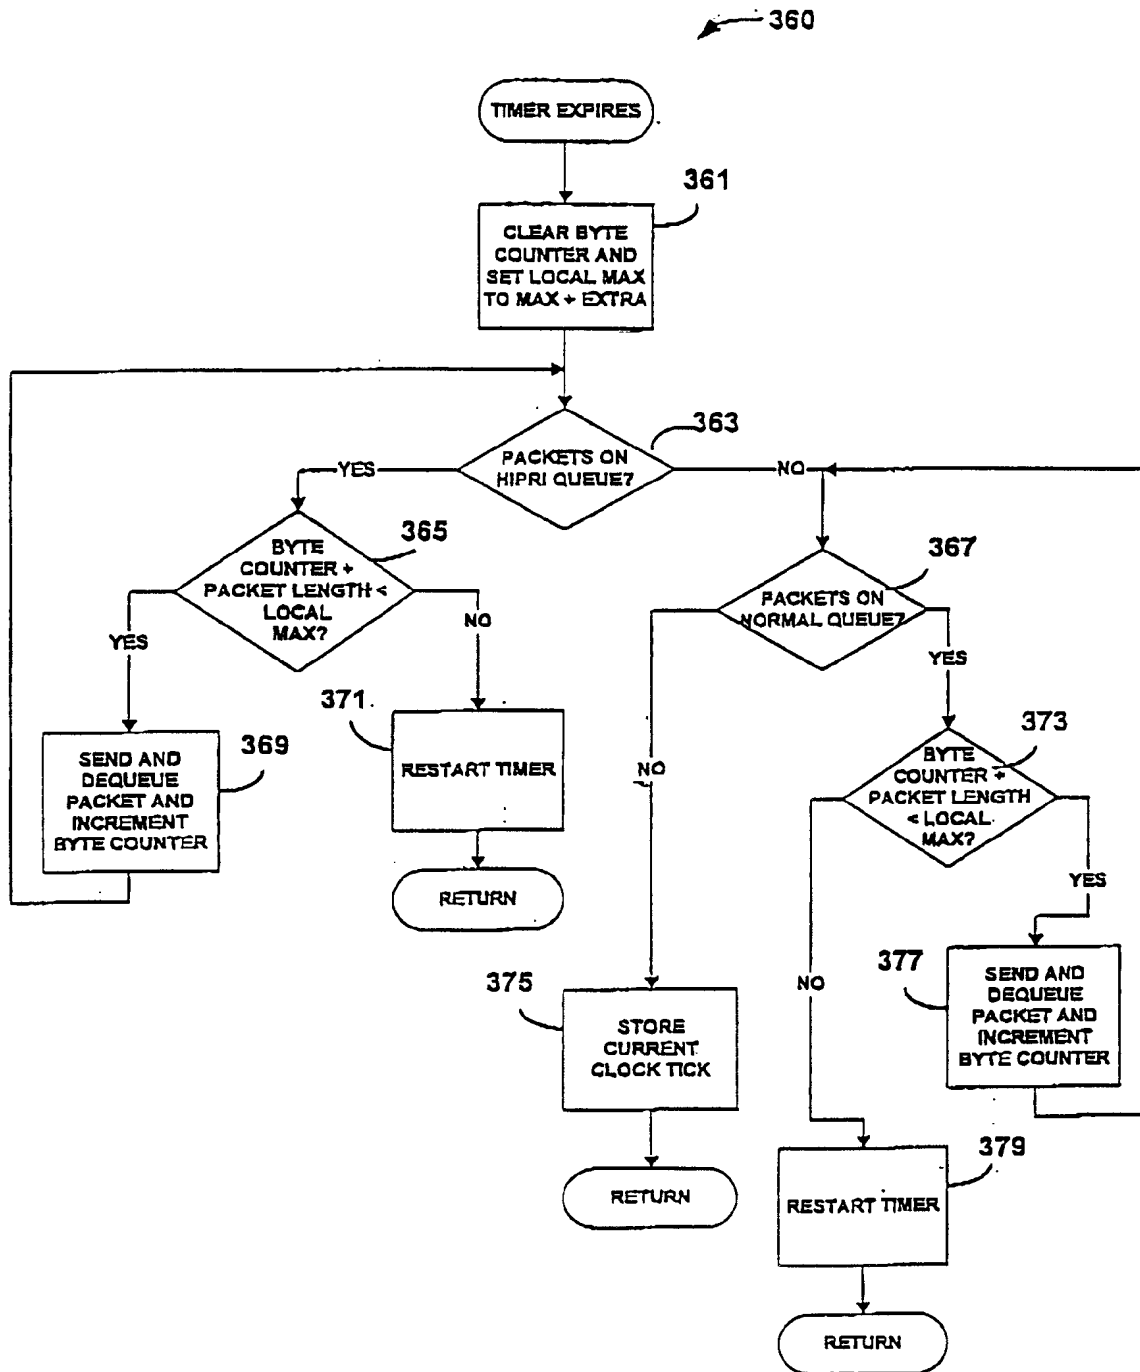 360
TIMER EXPIRES
361
CLEAR BYTE
COUNTER AND
SET LOCAL MAX
TO MAX + EXTRA
363
PACKETS ON
HIPRI QUEUE?
YES
NO
365
BYTE
COUNTER +
PACKET LENGTH <
LOCAL
MAX?
YES
NO
367
PACKETS ON
NORMAL QUEUE?
NO
YES
369
SEND AND
DEQUEUE
PACKET AND
INCREMENT
BYTE COUNTER
371
RESTART TIMER
RETURN
373
BYTE
COUNTER +
PACKET LENGTH
< LOCAL
MAX?
NO
YES
375
STORE
CURRENT
CLOCK TICK
RETURN
377
SEND AND
DEQUEUE
PACKET AND
INCREMENT
BYTE COUNTER
379
RESTART TIMER
RETURN